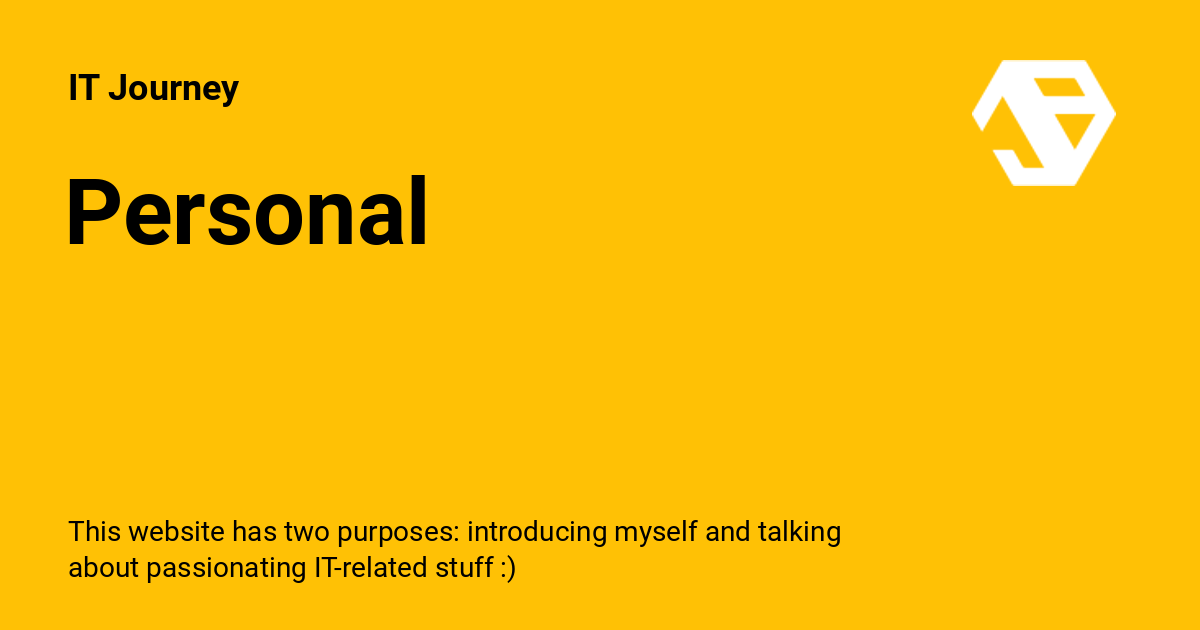 IT Journey
Personal
This website has two purposes: introducing myself and talking
about passionating IT-related stuff :)